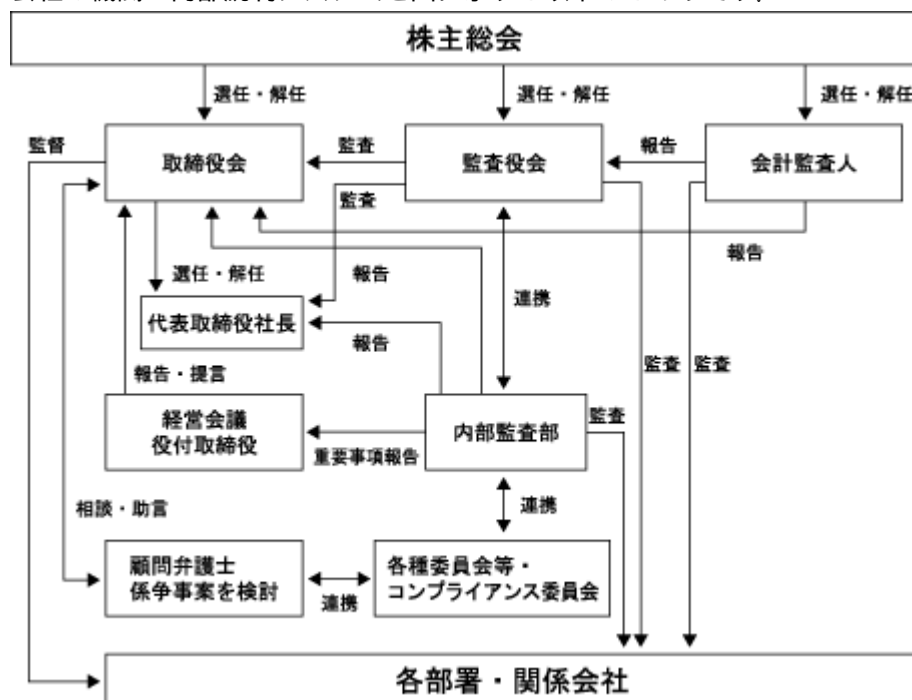 株主総会
選任・解任
選任・解任
選任・解任
監督
取締役会
監査
監査役会
報告
会計監査人
監査
報告
選任・解任
報告
連携
代表取締役社長
報告
監査
監査
報告・提言
経営会議
役付取締役
重要事項報告
内部監査部
監査
連携
相談・助言
顧問弁護士
係争事案を検討
連携
各種委員会等・
コンプライアンス委員会
各部署・関係会社